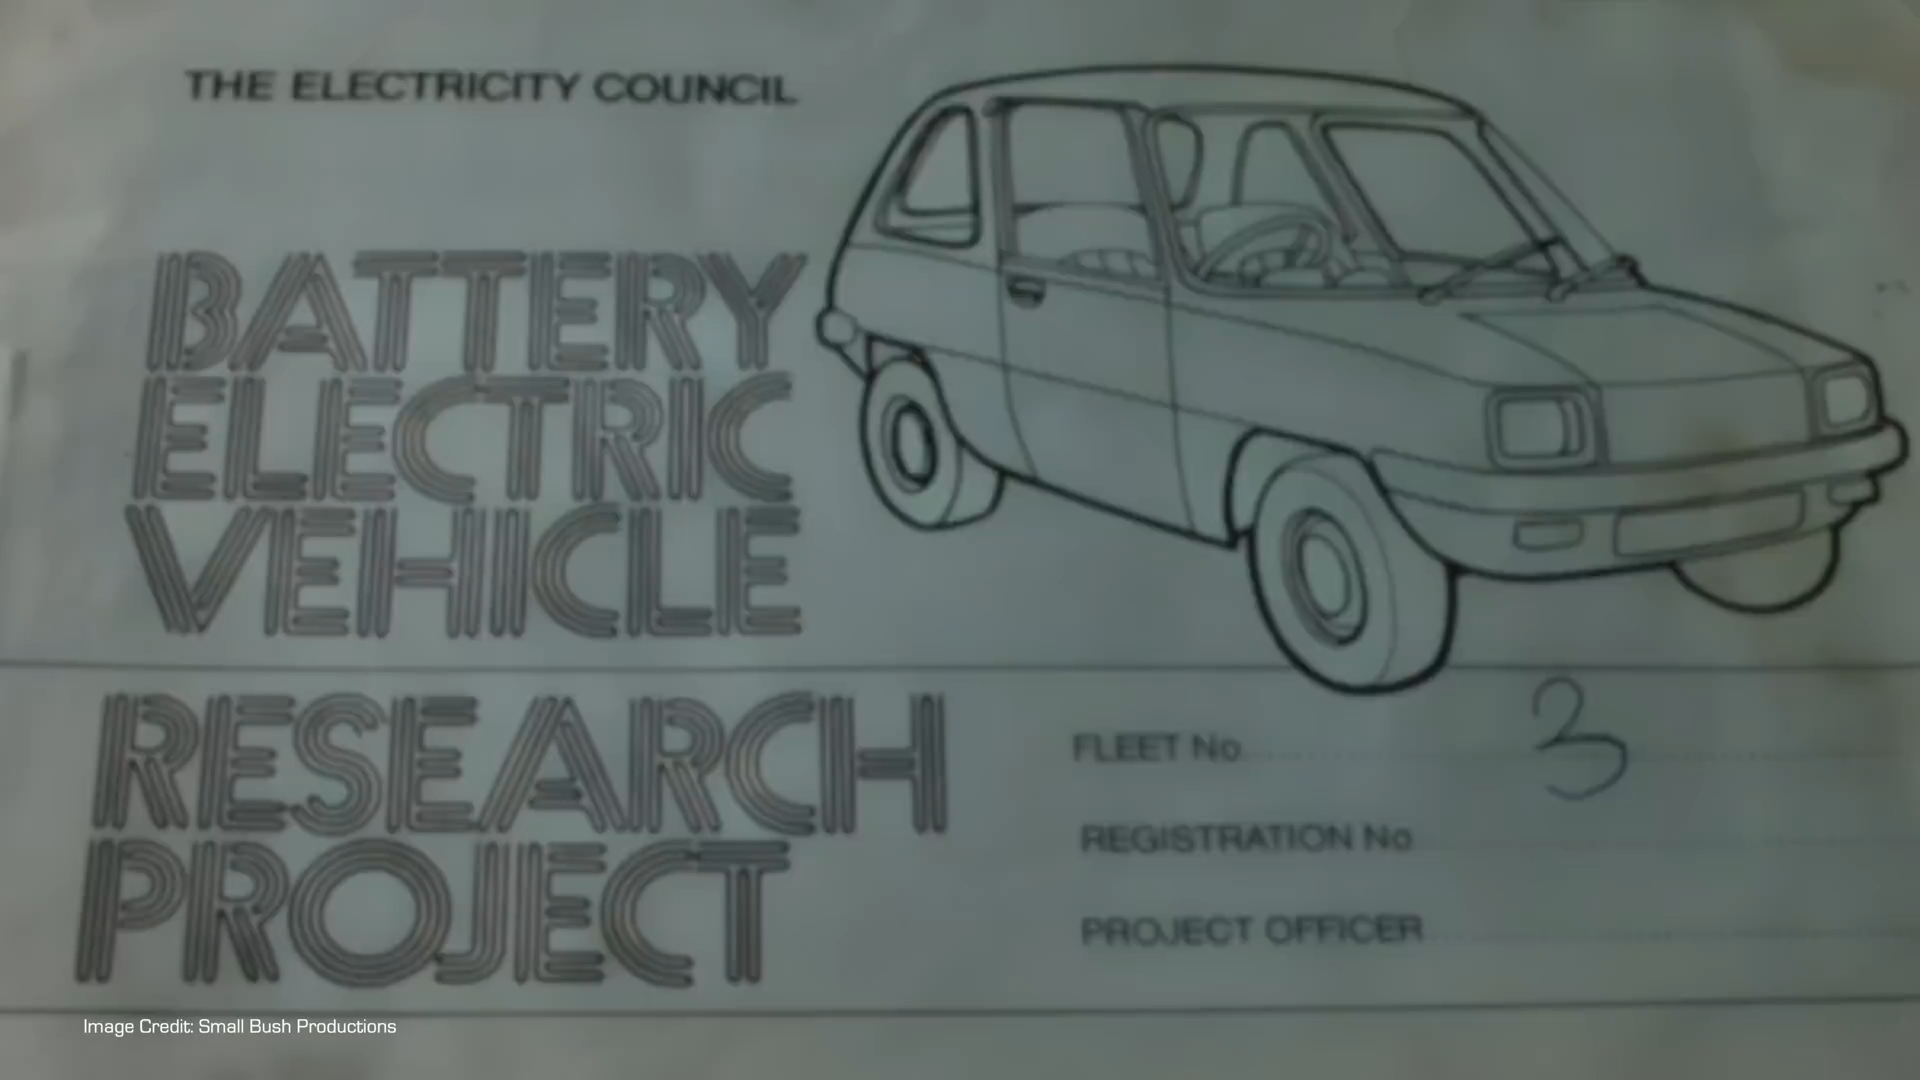 THE ELECTRICITY COUNCIL
BATTERY
ELECTRIC
VEHICLE
RESEARCH
PROJECT
FLEET No 3
REGISTRATION No
PROJECT OFFICER
Image Credit: Small Bush Productions